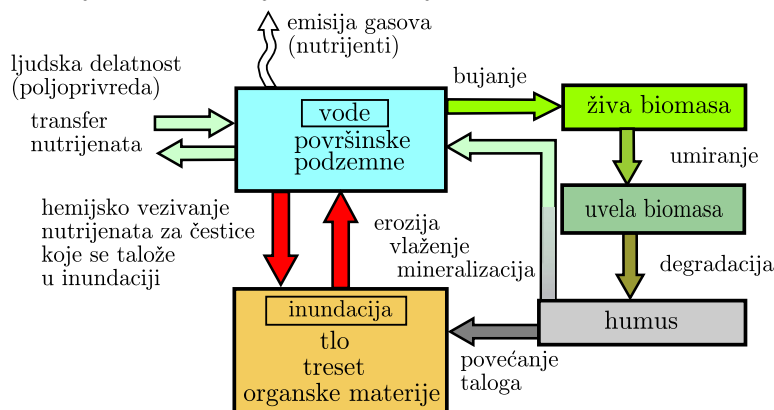 emisija gasova
(nutrijenti)
ljudska delatnost
(poljoprivreda)
transfer
nutrijenata
vode
površinske
podzemne
bujanje
živa biomasa
umiranje
uvela biomasa
degradacija
humus
hemijsko vezivanje
nutrijenata za čestice
koje se talože
u inundaciji
erozija
vlaženje
mineralizacija
inundacija
tlo
treset
organske materije
povećanje
taloga